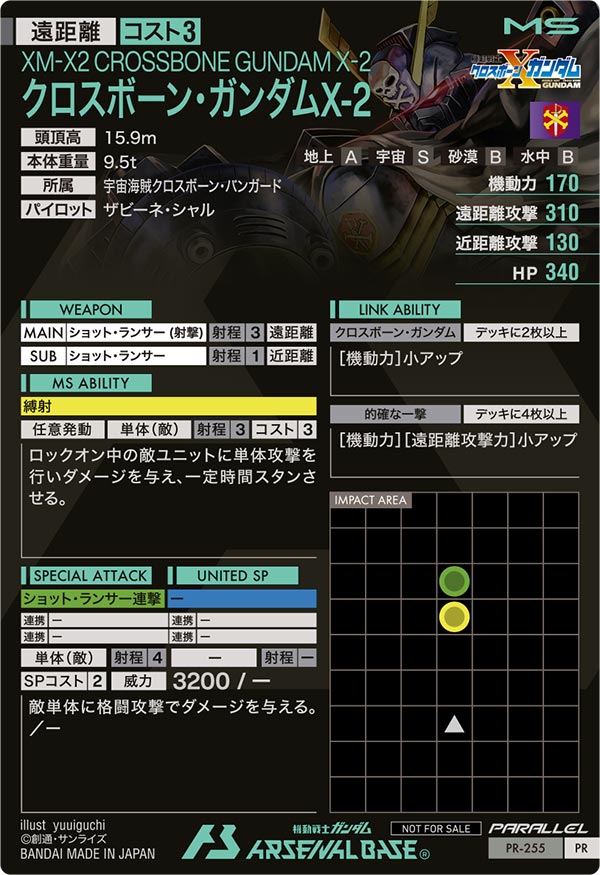 遠距離 コスト3 MS
XM-X2 CROSSBONE GUNDAM X-2
クロスボーン・ガンダムX-2
機動戦士
クロスボーン・ガンダム
X
GUNDAM
頭頂高 15.9m
本体重量 9.5t
所属 宇宙海賊クロスボーン・バンガード
パイロット ザビーネ・シャル
地上 A 宇宙 S 砂漠 B 水中 B
機動力 170
遠距離攻撃 310
近距離攻撃 130
HP 340
WEAPON
MAIN ショット・ランサー (射撃) 射程 3 遠距離
SUB ショット・ランサー 射程 1 近距離
MS ABILITY
縛射
任意発動 単体(敵) 射程 3 コスト 3
ロックオン中の敵ユニットに単体攻撃を
行いダメージを与え、一定時間スタンさ
せる。
LINK ABILITY
クロスボーン・ガンダム デッキに2枚以上
[機動力]小アップ
的確な一撃 デッキに4枚以上
[機動力][遠距離攻撃力]小アップ
IMPACT AREA
SPECIAL ATTACK UNITED SP
ショット・ランサー連撃 ー
連携 ー 連携 ー
連携 ー 連携 ー
単体(敵) 射程 4 ー 射程 ー
SPコスト 2 威力 3200 / ー
敵単体に格闘攻撃でダメージを与える。
/ー
illust yuuiguchi
©創通・サンライズ
BANDAI MADE IN JAPAN
機動戦士ガンダム
AB ARSENAL BASE®
NOT FOR SALE PARALLEL
PR-255 PR